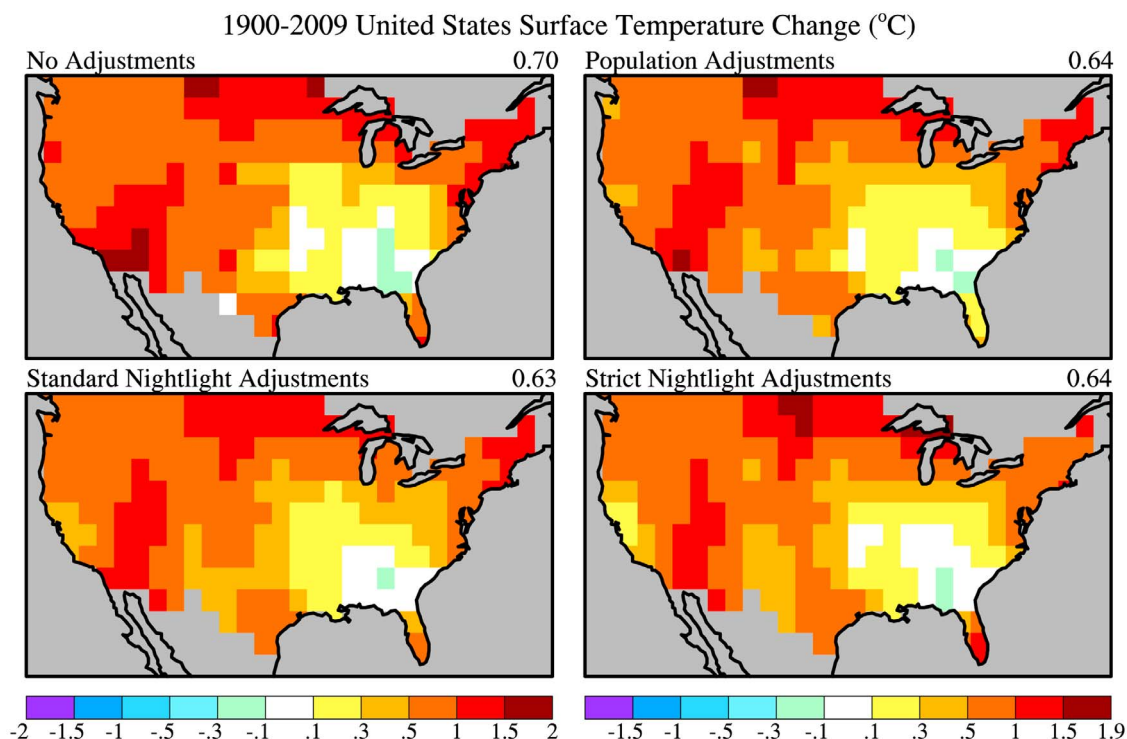 1900-2009 United States Surface Temperature Change (°C)
No Adjustments 0.70
Population Adjustments 0.64
Standard Nightlight Adjustments 0.63
Strict Nightlight Adjustments 0.64
-2 -1.5 -1 -.5 -.3 -.1 .1 .3 .5 1 1.5 2
-1.5 -1 -.5 -.3 -.1 .1 .3 .5 1 1.5 1.9